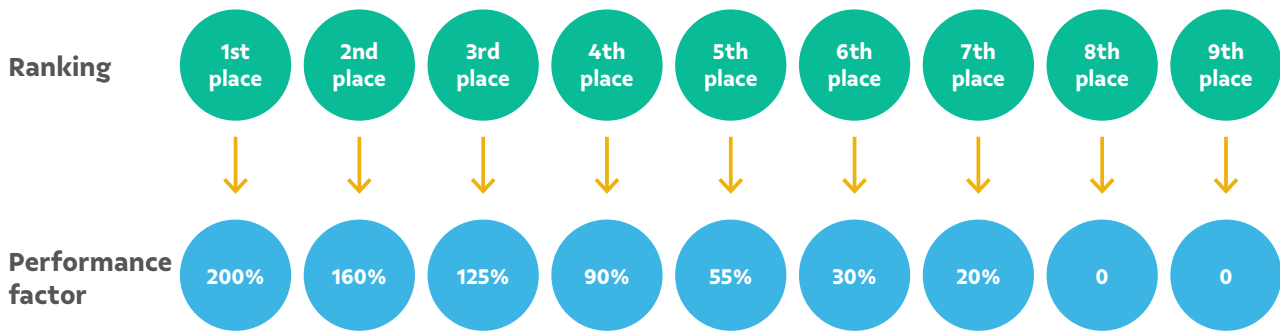 Ranking
1st
place
2nd
place
3rd
place
4th
place
5th
place
6th
place
7th
place
8th
place
9th
place
Performance
factor
200%
160%
125%
90%
55%
30%
20%
0
0